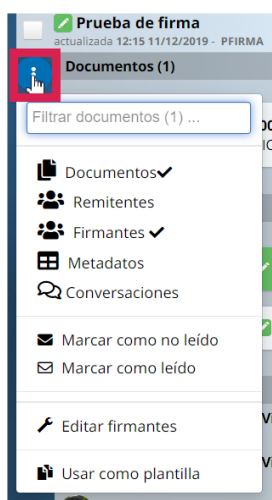 Prueba de firma
actualizada 12:15 11/12/2019 - PFIRMA
Documentos (1)
Filtrar documentos (1) ...
Documentos
Remitentes
Firmantes
Metadatos
Conversaciones
Marcar como no leído
Marcar como leído
Editar firmantes
Usar como plantilla